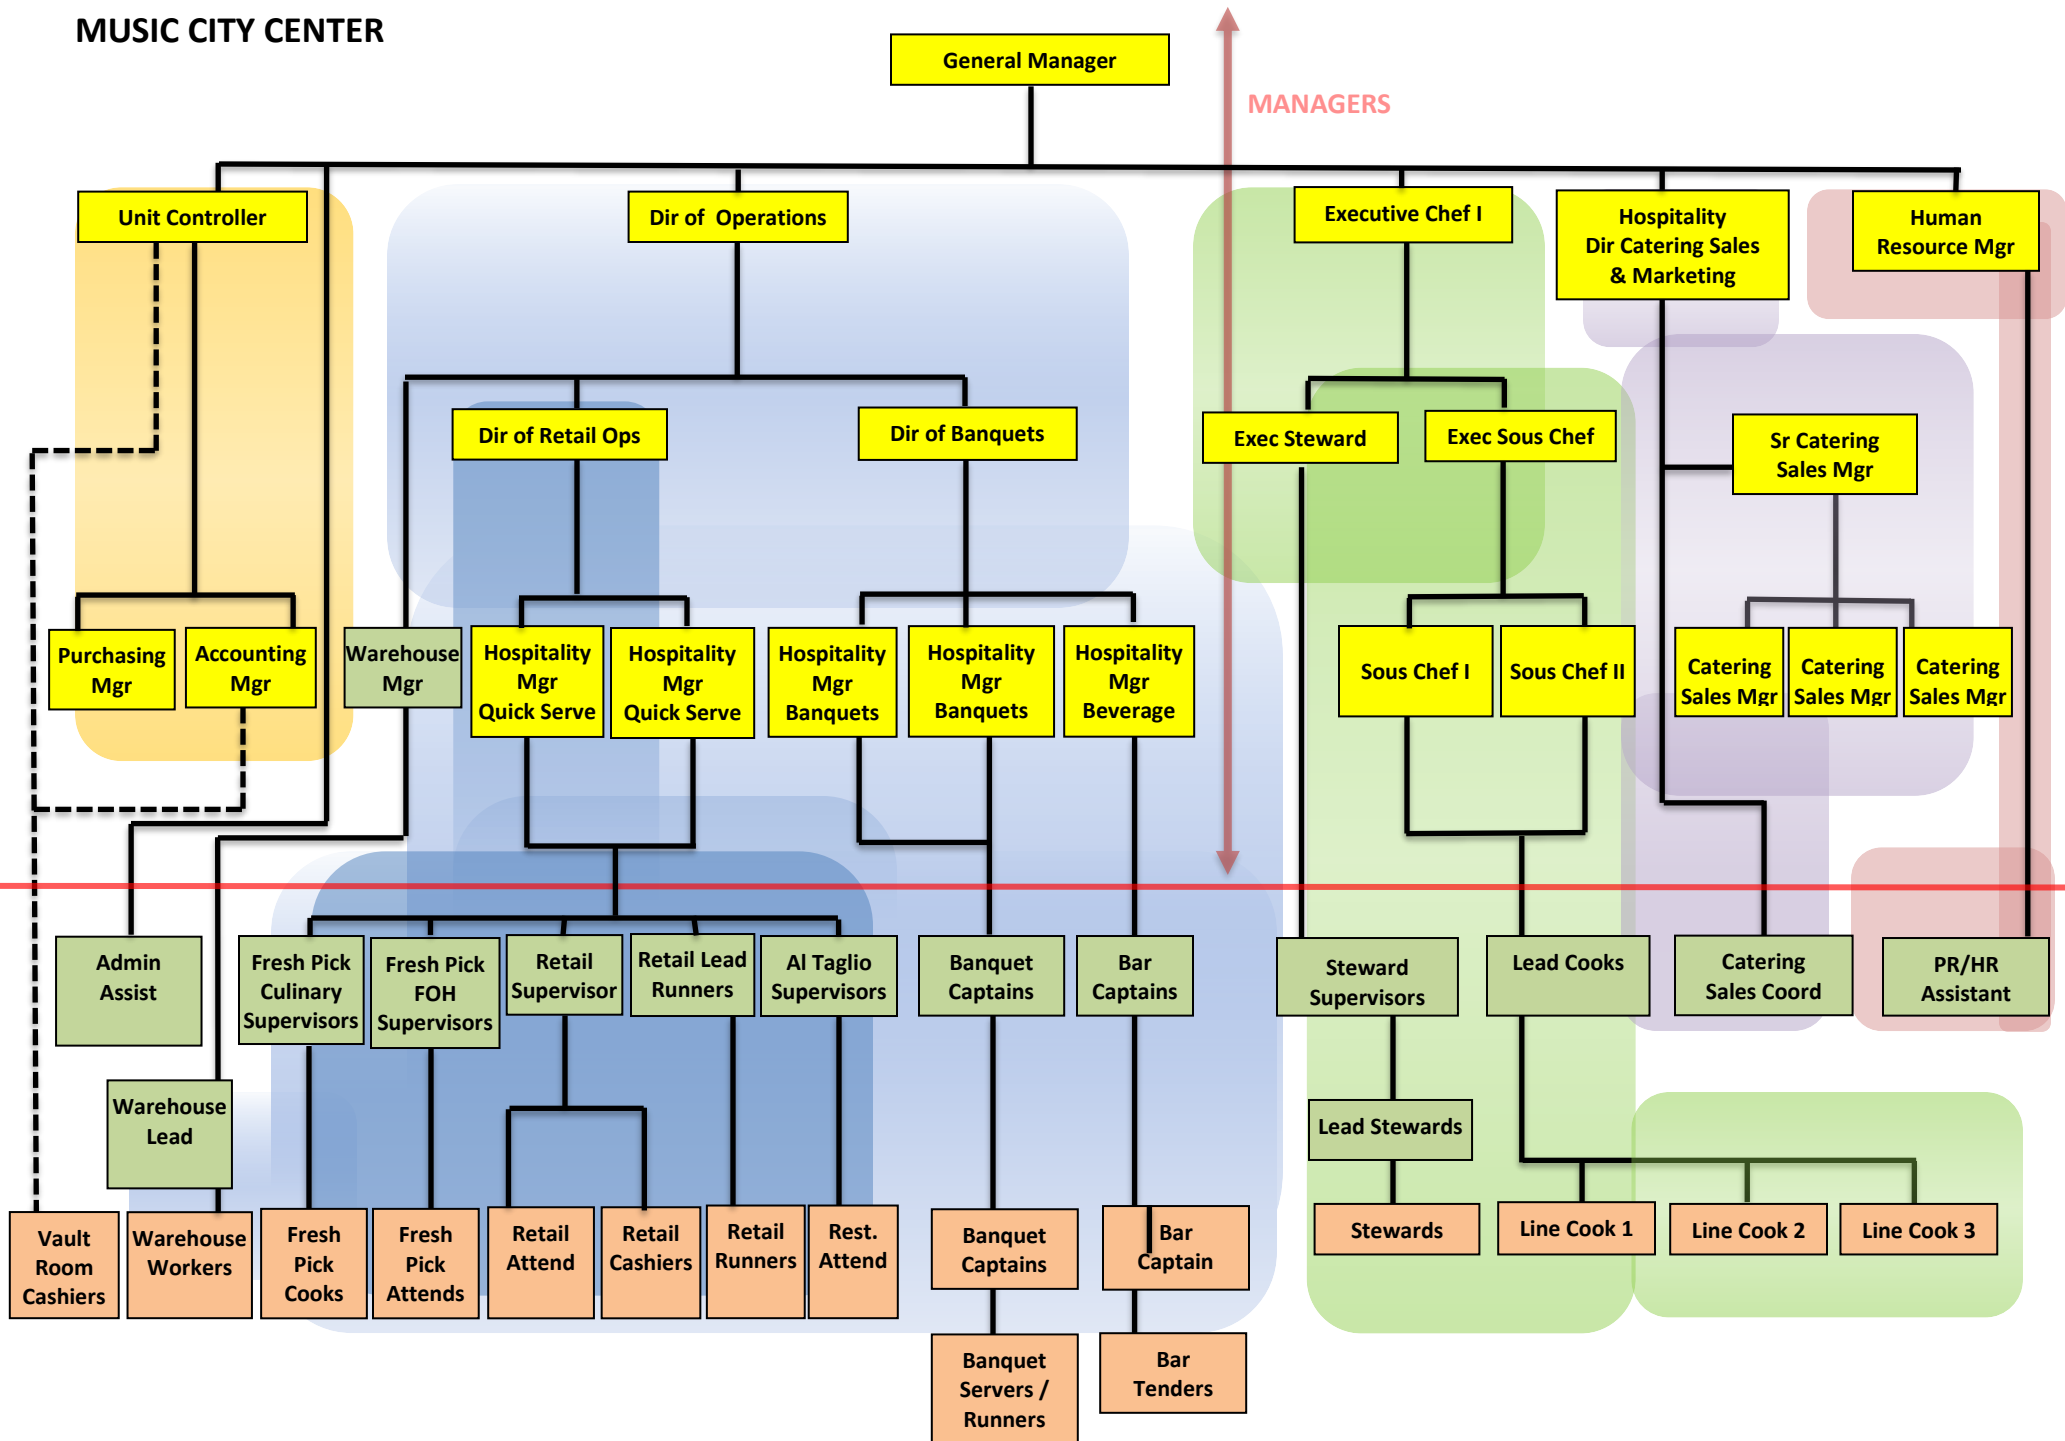 MUSIC CITY CENTER
General Manager
MANAGERS
Unit Controller
Dir of Operations
Executive Chef I
Hospitality
Dir Catering Sales
& Marketing
Human
Resource Mgr
Dir of Retail Ops
Dir of Banquets
Exec Steward
Exec Sous Chef
Sr Catering
Sales Mgr
Purchasing
Mgr
Accounting
Mgr
Warehouse
Mgr
Hospitality
Mgr
Quick Serve
Hospitality
Mgr
Quick Serve
Hospitality
Mgr
Banquets
Hospitality
Mgr
Banquets
Hospitality
Mgr
Beverage
Sous Chef I
Sous Chef II
Catering
Sales Mgr
Catering
Sales Mgr
Catering
Sales Mgr
Admin
Assist
Fresh Pick
Culinary
Supervisors
Fresh Pick
FOH
Supervisors
Retail
Supervisor
Retail Lead
Runners
Al Taglio
Supervisors
Banquet
Captains
Bar
Captains
Steward
Supervisors
Lead Cooks
Catering
Sales Coord
PR/HR
Assistant
Warehouse
Lead
Lead Stewards
Vault
Room
Cashiers
Warehouse
Workers
Fresh
Pick
Cooks
Fresh
Pick
Attends
Retail
Attend
Retail
Cashiers
Retail
Runners
Rest.
Attend
Banquet
Captains
Bar
Captain
Stewards
Line Cook 1
Line Cook 2
Line Cook 3
Banquet
Servers /
Runners
Bar
Tenders